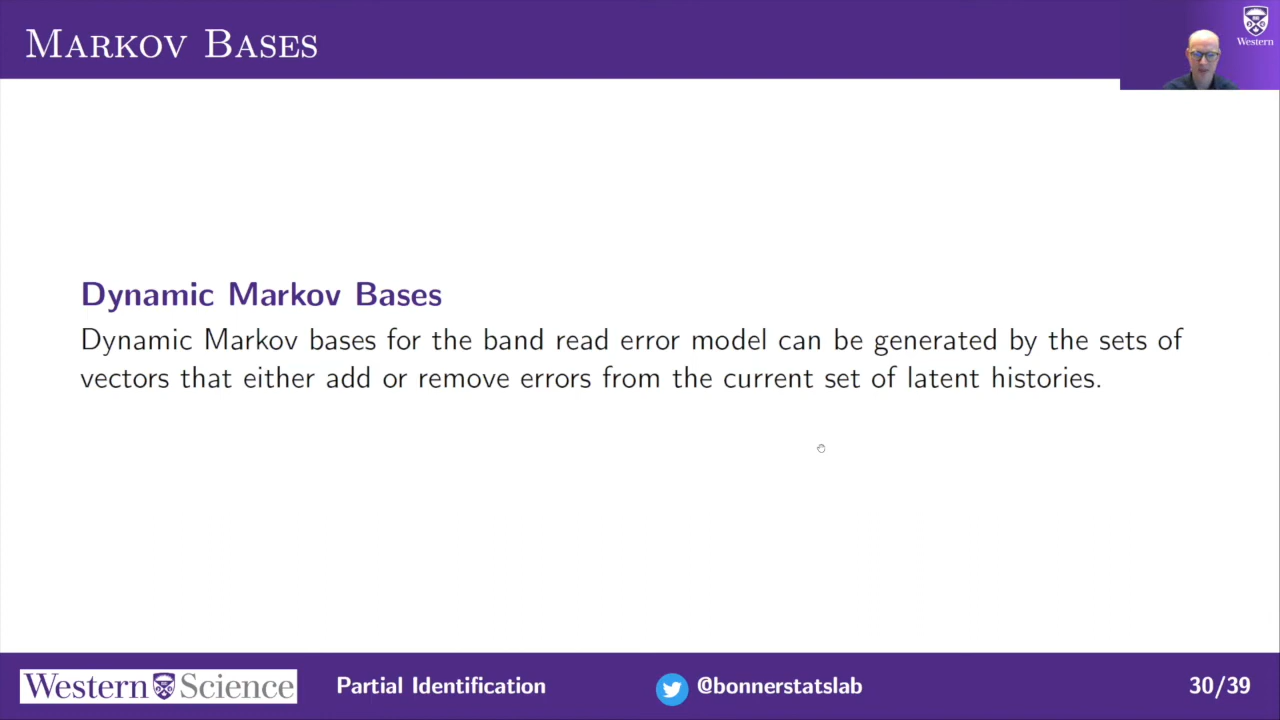 MARKOV BASES
Western
Dynamic Markov Bases
Dynamic Markov bases for the band read error model can be generated by the sets of
vectors that either add or remove errors from the current set of latent histories.
Western Science
Partial Identification
@bonnerstatslab
30/39